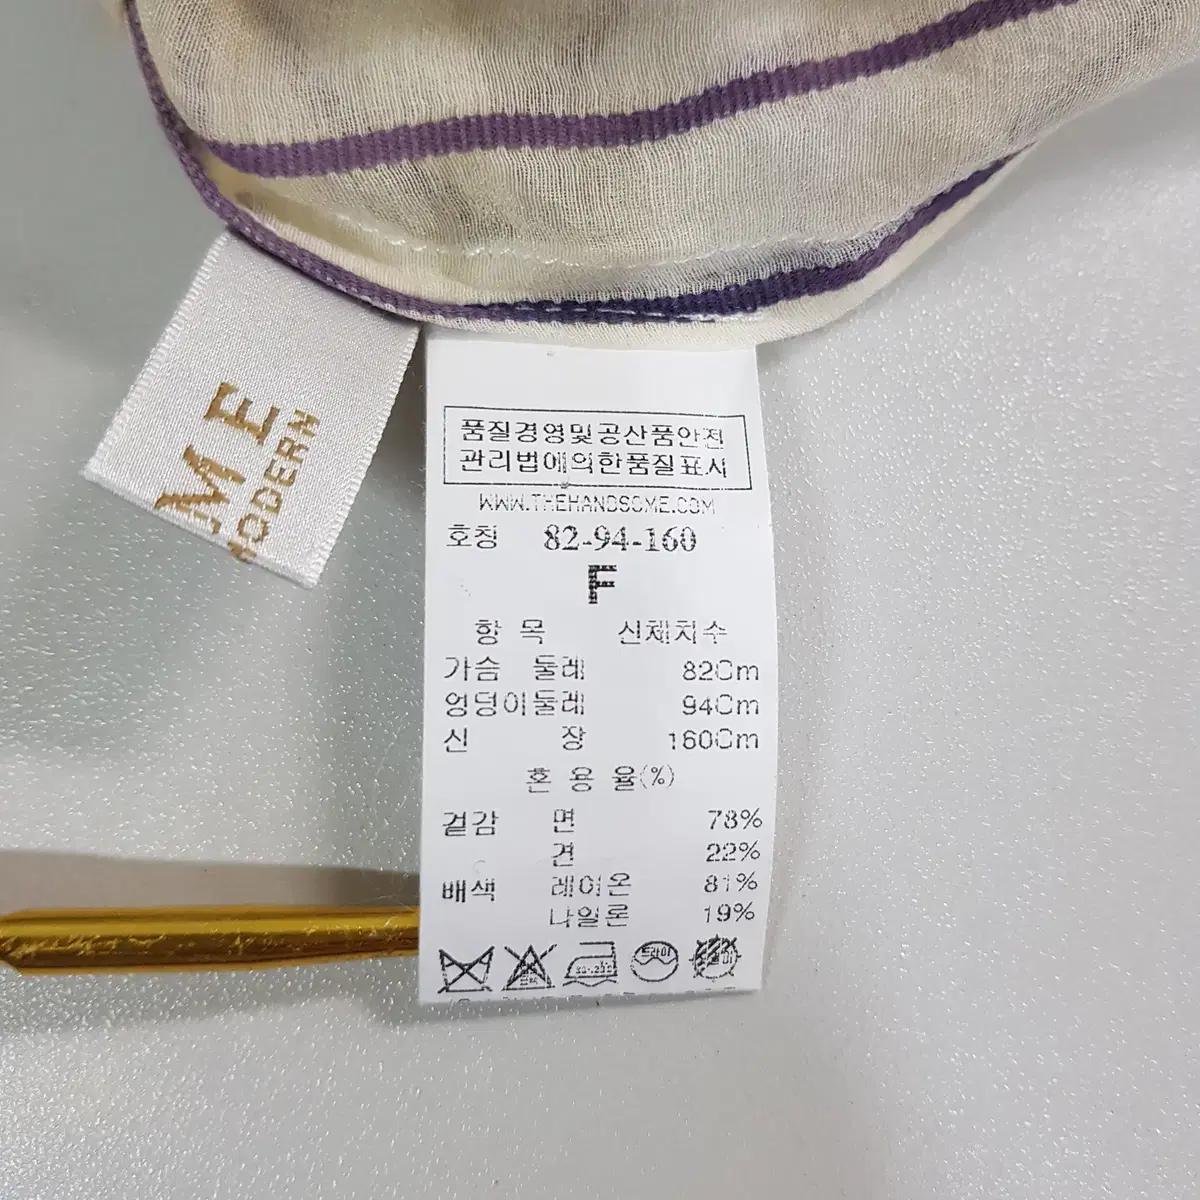 ME
MODERN
품질경영및공산품안전
관리법에의한품질표시
WWW.THEHANDSOME.COM
호칭 82-94-160
F
항 목 신체치수
가슴 둘레 82Cm
엉덩이둘레 94Cm
신 장 160Cm
혼 용 율(%)
겉감 면 78%
견 22%
배색 레이온 81%
나일론 19%
드라이